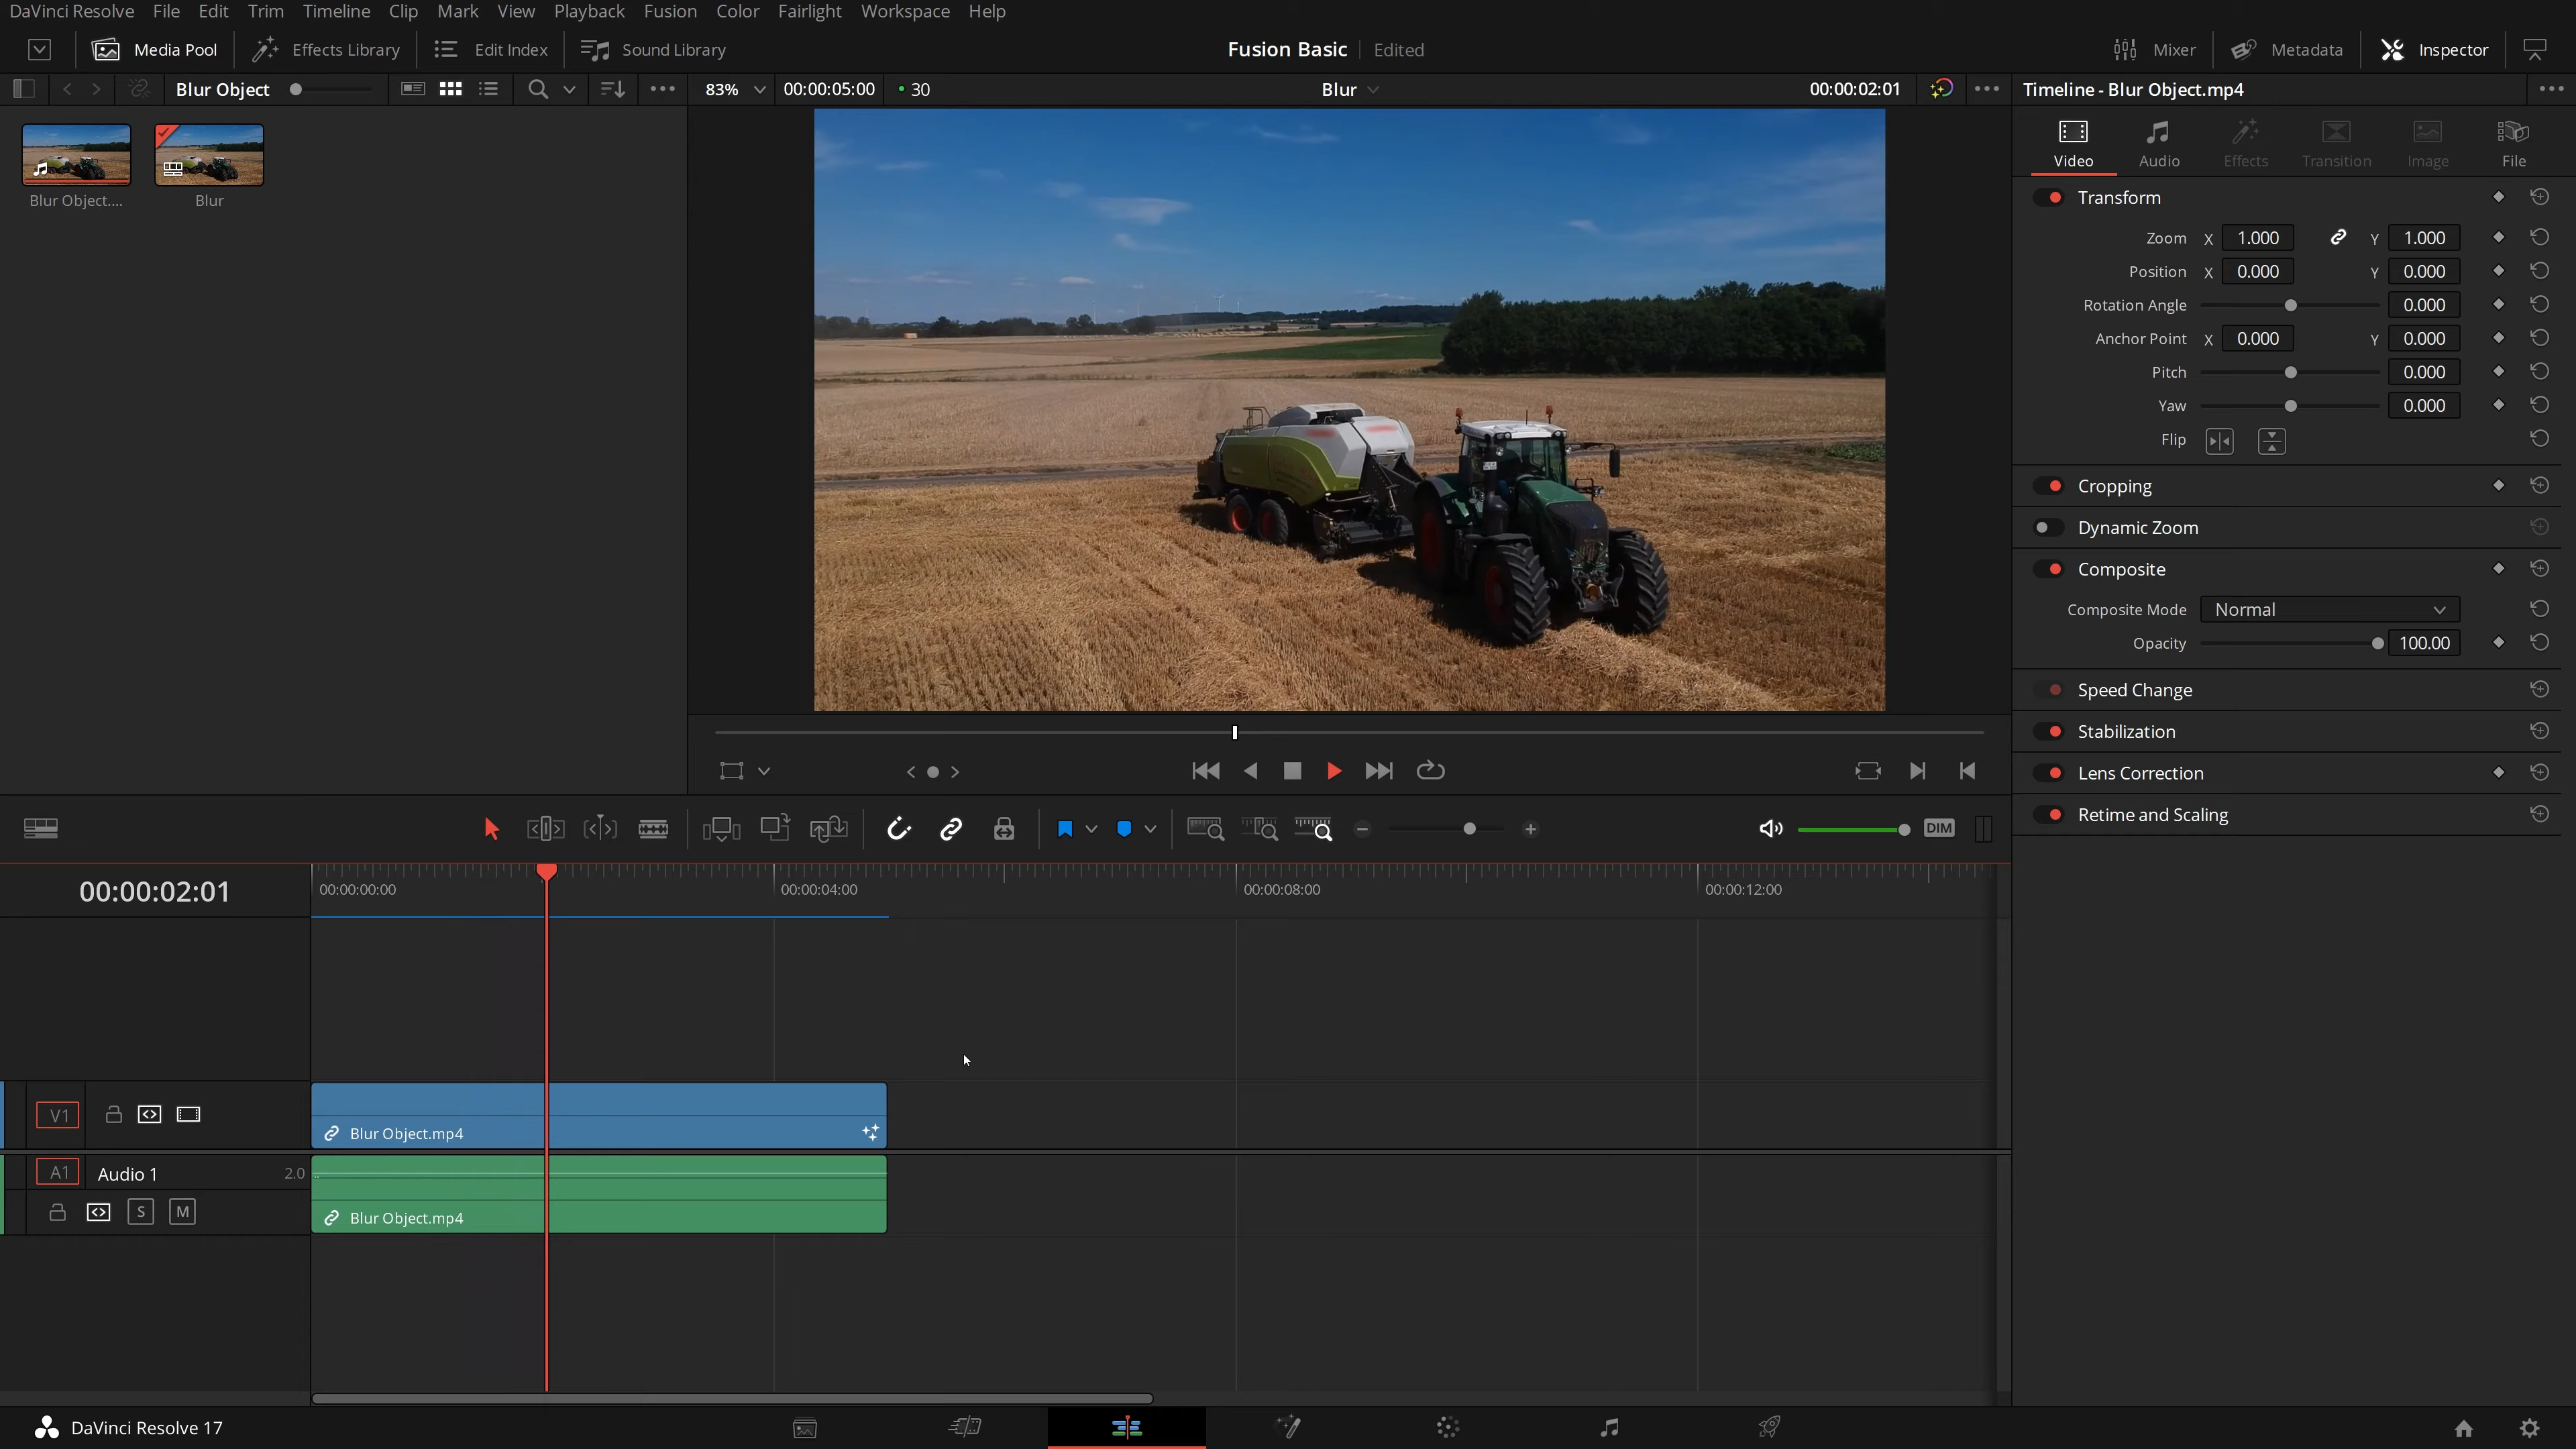 DaVinci Resolve File Edit Trim Timeline Clip Mark View Playback Fusion Color Fairlight Workspace Help
Media Pool Effects Library Edit Index Sound Library Fusion Basic Edited Mixer Metadata Inspector
Blur Object 83% 00:00:05:00 30 Blur 00:00:02:01 Timeline - Blur Object.mp4
Blur Object.... Blur
Video Audio Effects Transition Image File
Transform
Zoom X 1.000 Y 1.000
Position X 0.000 Y 0.000
Rotation Angle 0.000
Anchor Point X 0.000 Y 0.000
Pitch 0.000
Yaw 0.000
Flip
Cropping
Dynamic Zoom
Composite
Composite Mode Normal
Opacity 100.00
Speed Change
Stabilization
Lens Correction
Retime and Scaling
DIM
00:00:02:01 00:00:00:00 00:00:04:00 00:00:08:00 00:00:12:00
V1 Blur Object.mp4
A1 Audio 1 2.0
S M Blur Object.mp4
DaVinci Resolve 17